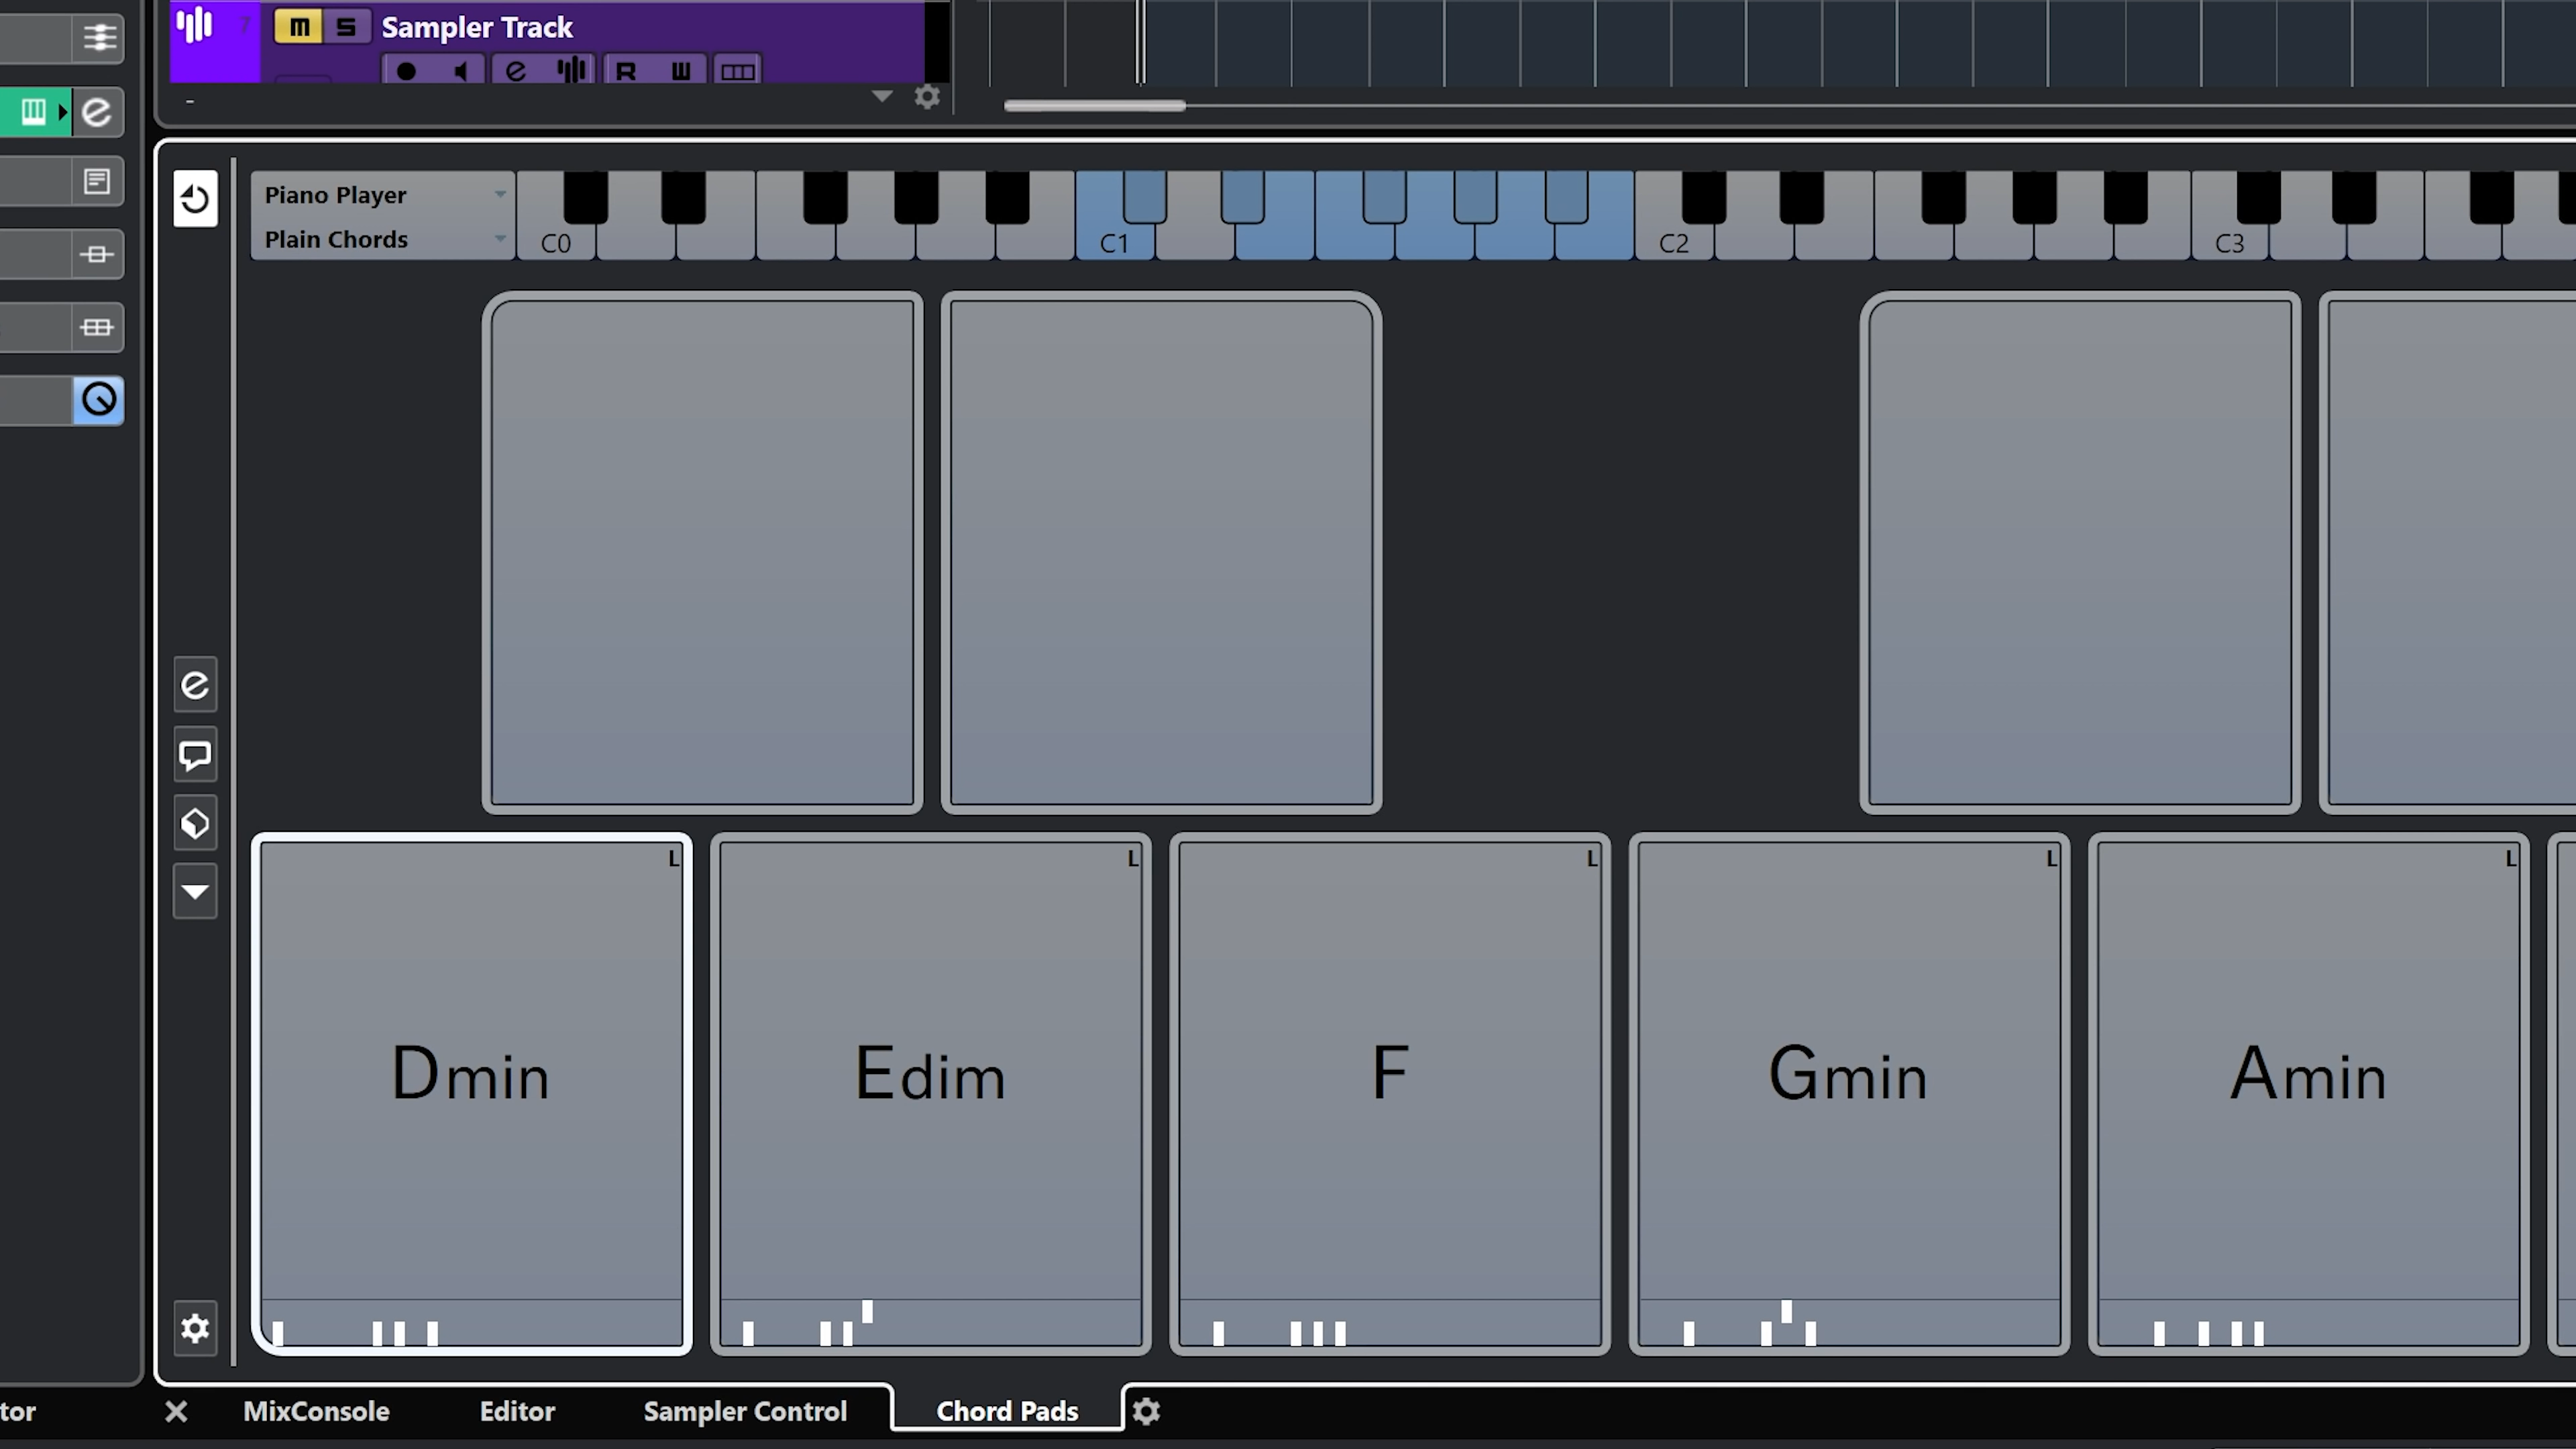 7
M S Sampler Track
e R W
-
e
Piano Player
Plain Chords
C0 C1 C2 C3
e
L L L L L
Dmin Edim F Gmin Amin
tor MixConsole Editor Sampler Control Chord Pads